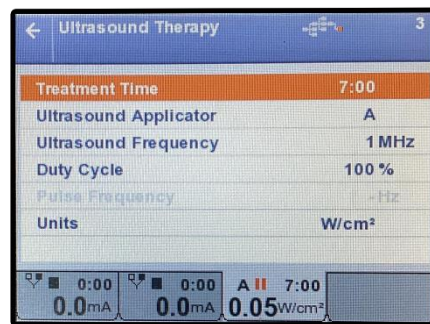 Ultrasound Therapy 3
Treatment Time 7:00
Ultrasound Applicator A
Ultrasound Frequency 1 MHz
Duty Cycle 100 %
Pulse Frequency - Hz
Units W/cm²
0:00 0:00 A 7:00
0.0mA 0.0mA 0.05W/cm²